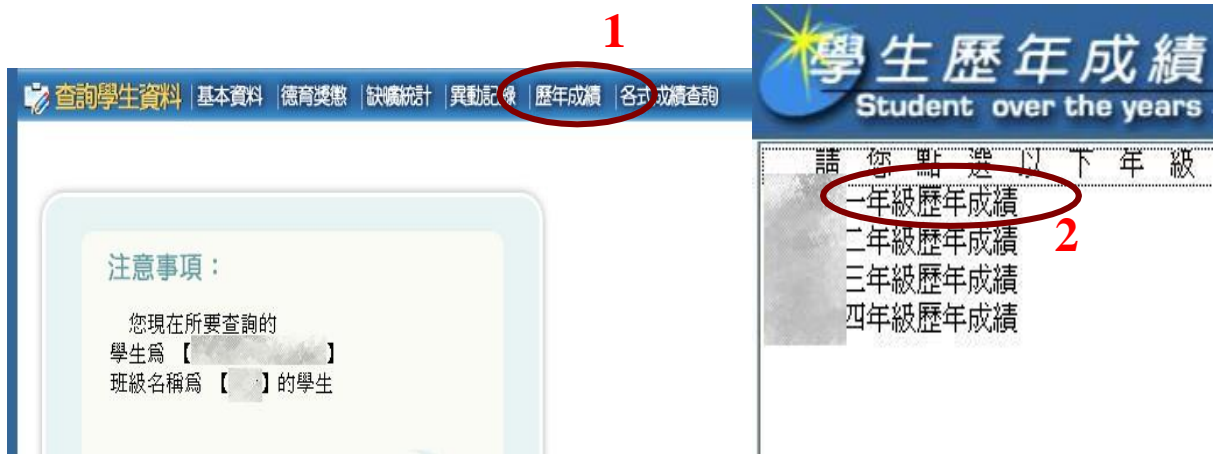 1
查詢學生資料 |基本資料 |德育獎懲 |缺曠統計 |異動記錄 |歷年成績 |各式成績查詢
注意事項：
您現在所要查詢的
學生為 【 】
班級名稱為 【 】的學生
學生歷年成績
Student over the years
請 您 點 選 以 下 年 級
一年級歷年成績
2
二年級歷年成績
三年級歷年成績
四年級歷年成績